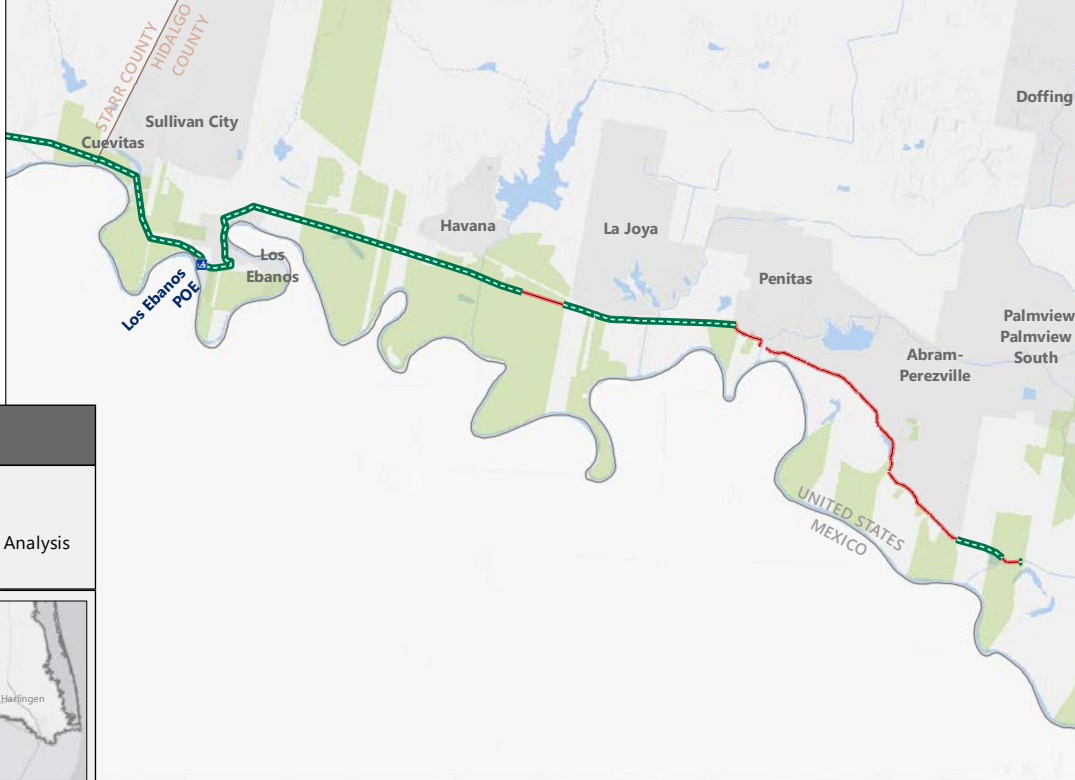 STARR COUNTY
HIDALGO
COUNTY
Doffing
Sullivan City
Cuevitas
Havana
La Joya
Los
Ebanos
Penitas
Los Ebanos
POE
Palmview
Palmview
South
Abram-
Perezville
UNITED STATES
MEXICO
Analysis
Harlingen